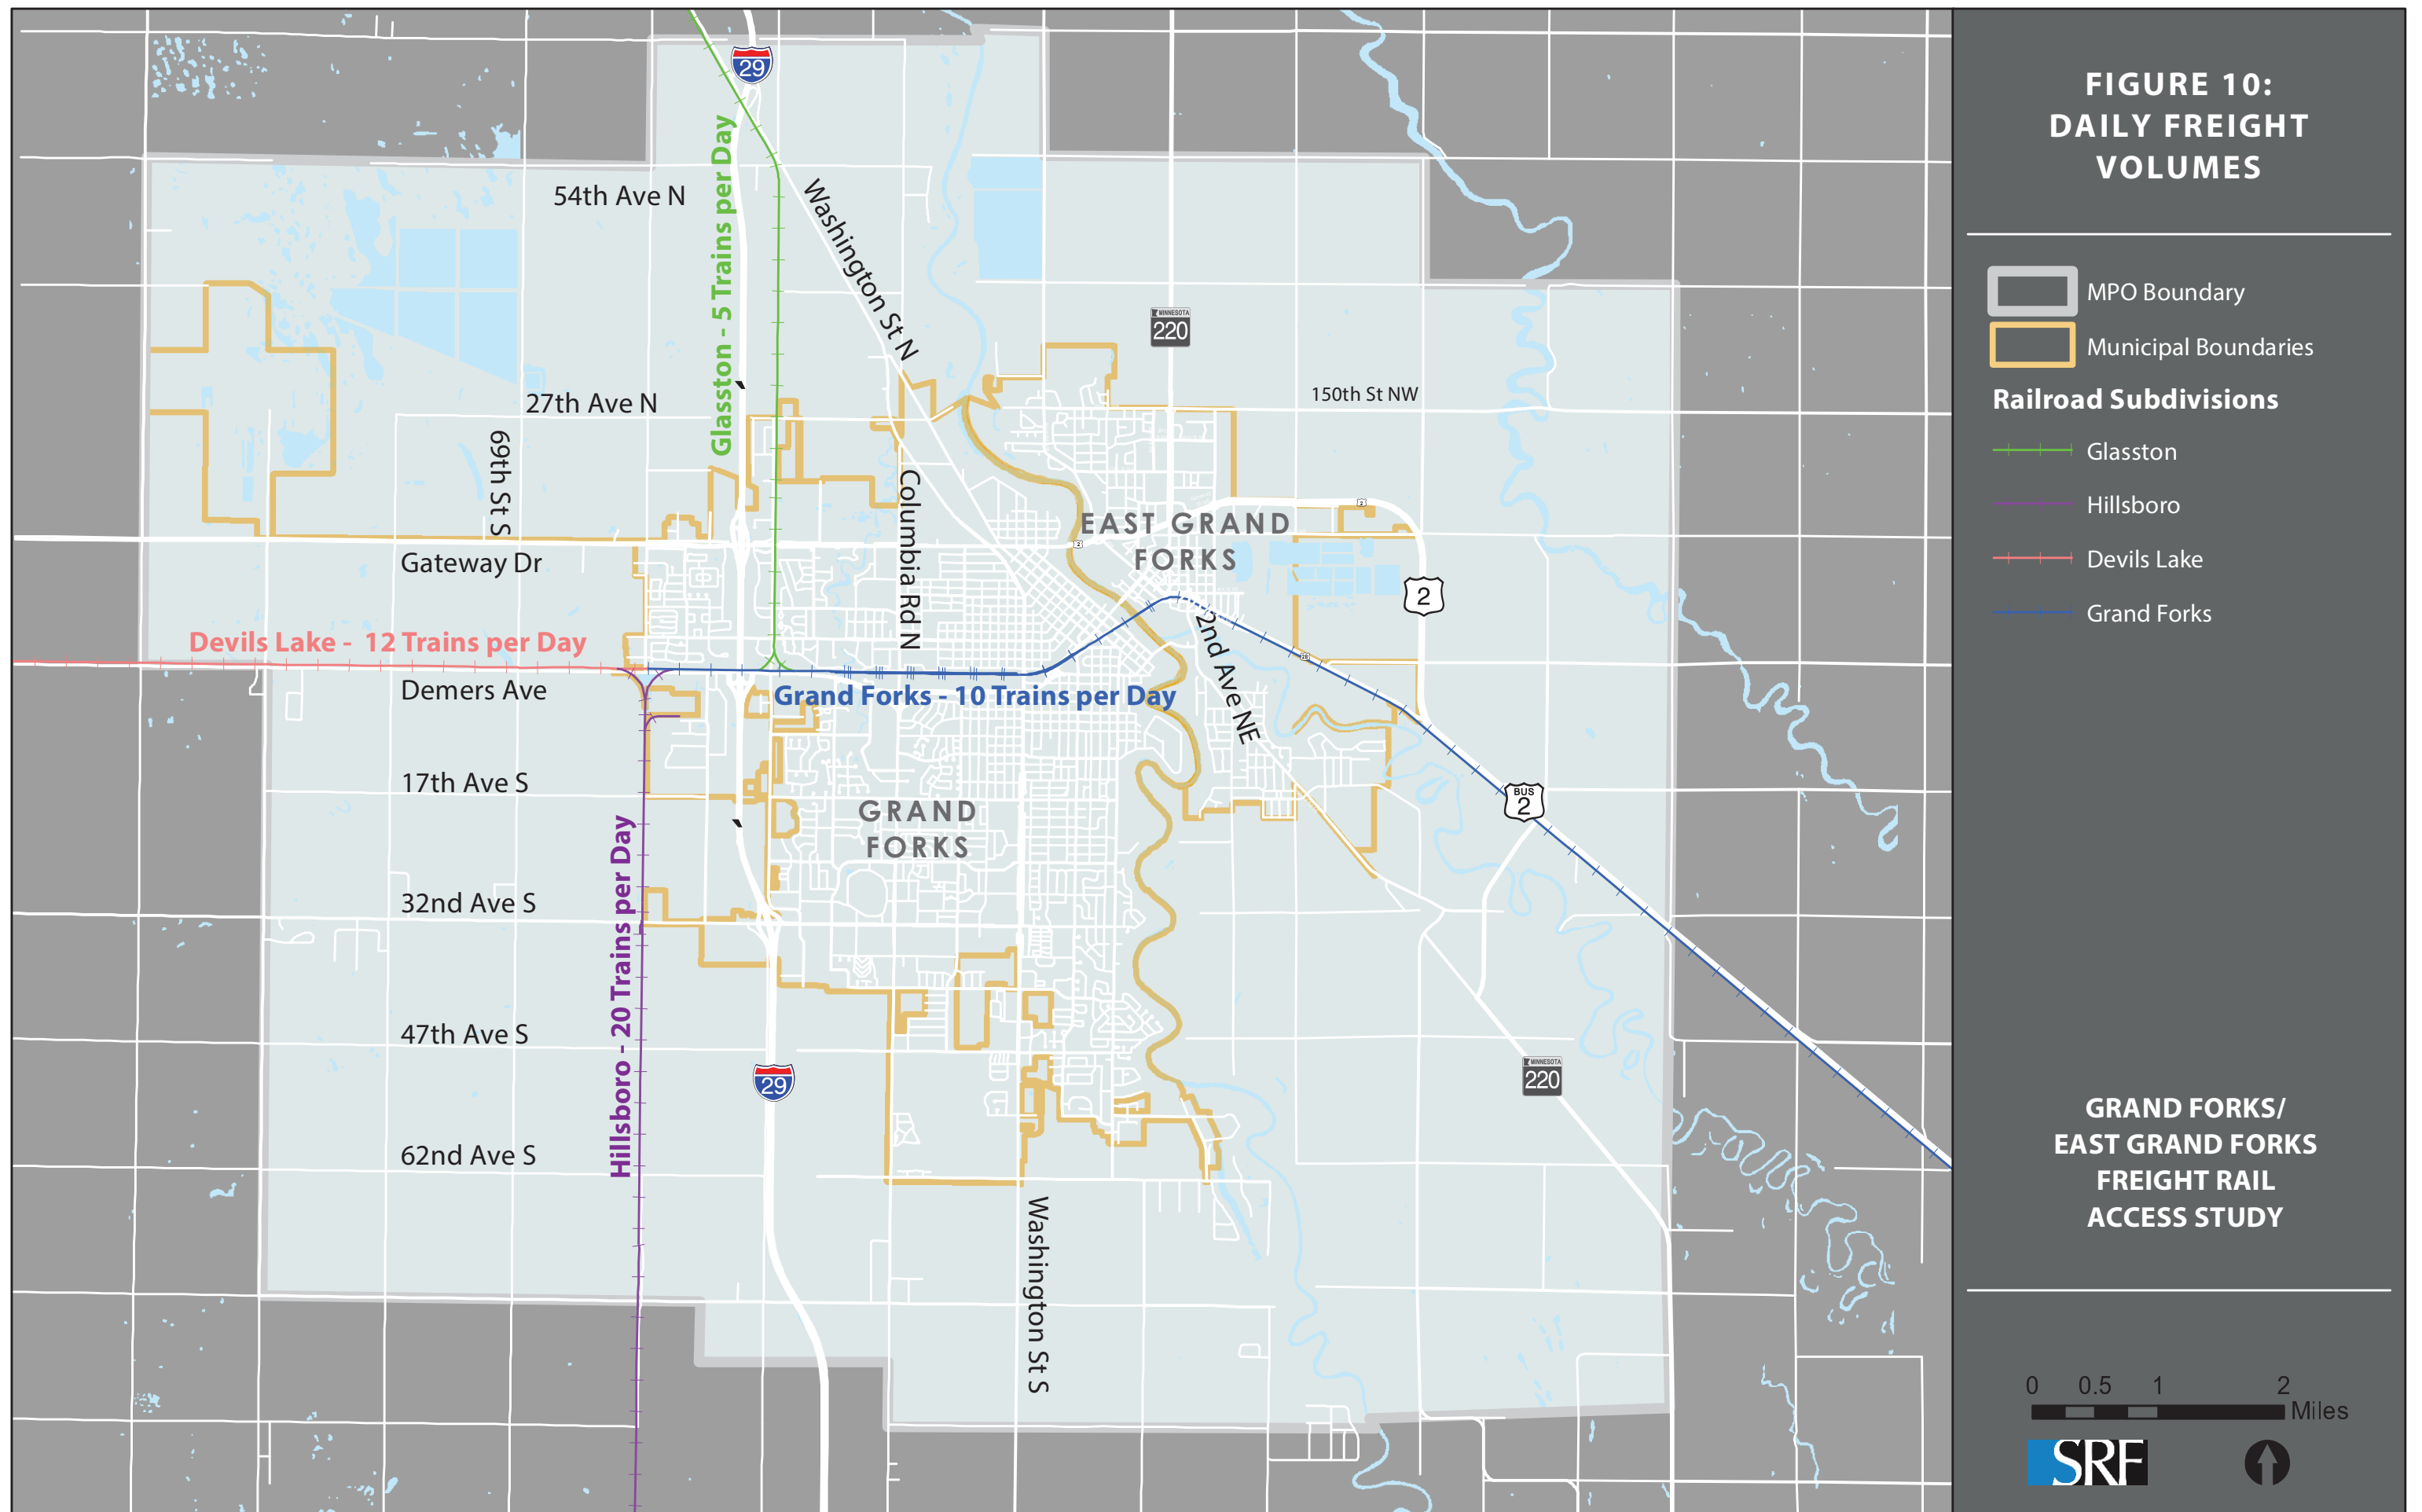 FIGURE 10:
DAILY FREIGHT
VOLUMES
MPO Boundary
Municipal Boundaries
Railroad Subdivisions
Glasston
Hillsboro
Devils Lake
Grand Forks
GRAND FORKS/
EAST GRAND FORKS
FREIGHT RAIL
ACCESS STUDY
0 0.5 1 2
Miles
SRF
29
54th Ave N
Glasston - 5 Trains per Day
Washington St N
MINNESOTA
220
150th St NW
27th Ave N
69th St S
Columbia Rd N
2
EAST GRAND
FORKS
2
Gateway Dr
2
Devils Lake - 12 Trains per Day
2nd Ave NE
Demers Ave
Grand Forks - 10 Trains per Day
17th Ave S
BUS
2
GRAND
FORKS
Hillsboro - 20 Trains per Day
32nd Ave S
47th Ave S
29
MINNESOTA
220
62nd Ave S
Washington St S